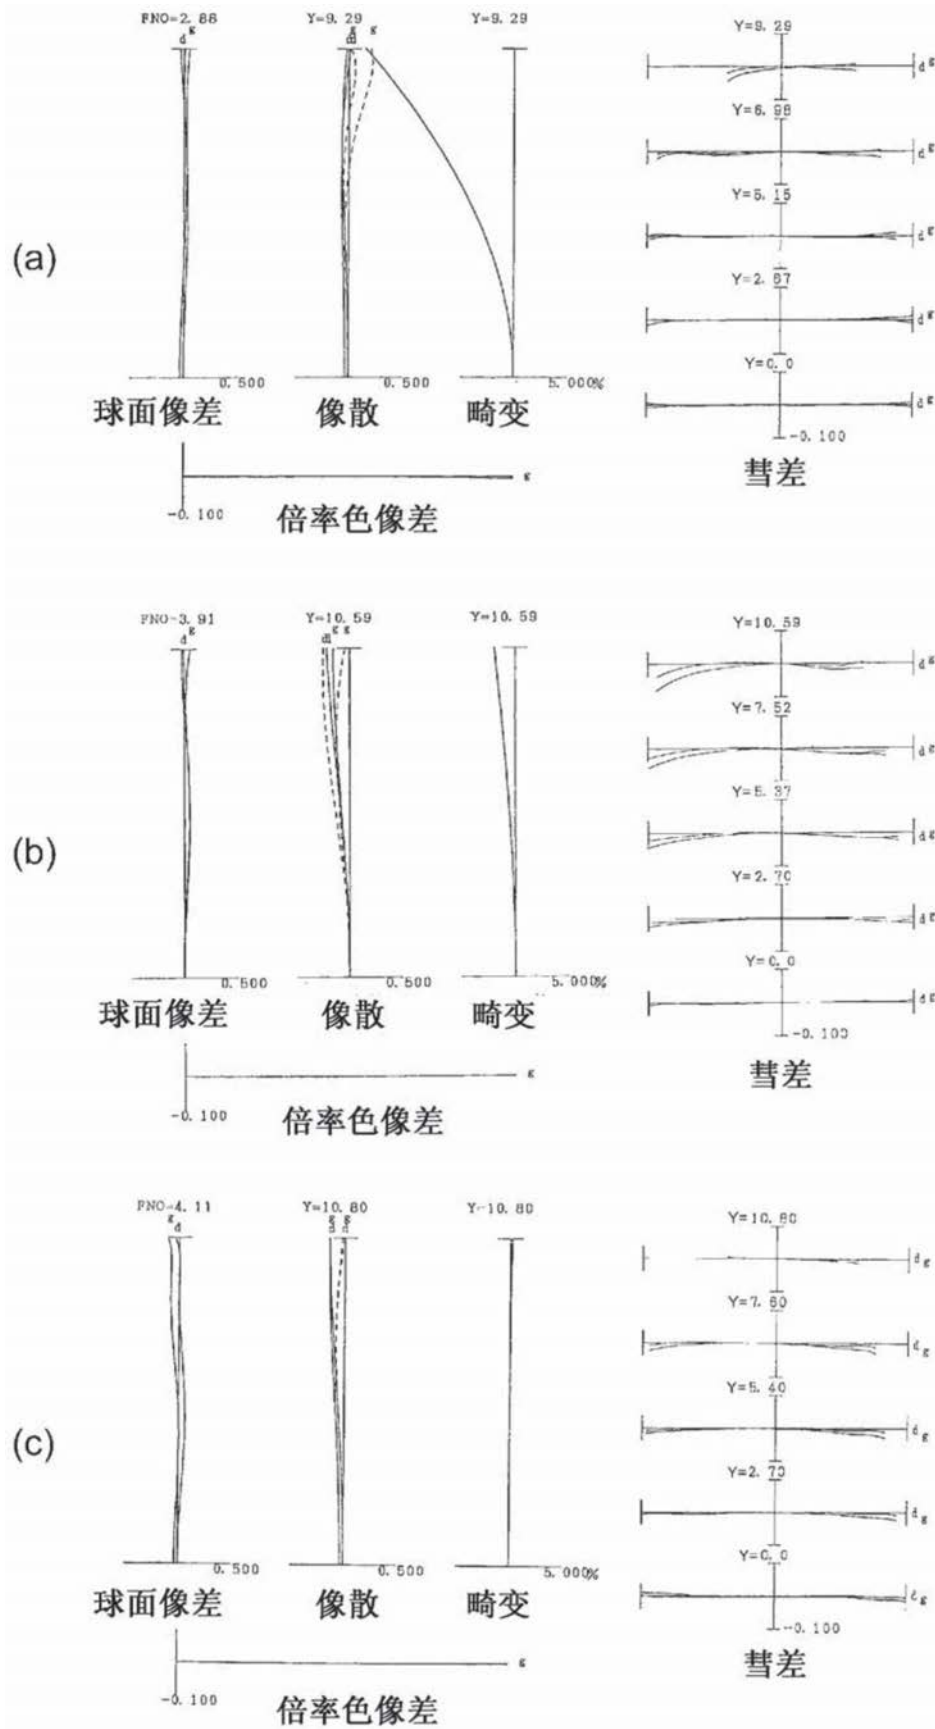 FNO=2.88
d g
Y=9.29
g
Y=9.29
0.500
0.500
5.000%
球面像差
像散
畸变
(a)
Y=9.29
d g
Y=6.98
d g
Y=5.15
d g
Y=2.67
d g
Y=0.0
d g
-0.100
彗差
g
-0.100
倍率色像差
FNO=3.91
d g
Y=10.59
g g
Y=10.59
0.500
0.500
5.000%
球面像差
像散
畸变
(b)
Y=10.59
d g
Y=7.52
d g
Y=5.37
d g
Y=2.70
d g
Y=0.0
d g
-0.100
彗差
g
-0.100
倍率色像差
FNO=4.11
g d
Y=10.80
Y=10.80
0.500
0.500
5.000%
球面像差
像散
畸变
(c)
Y=10.80
d g
Y=7.60
d g
Y=5.40
d g
Y=2.70
d g
Y=0.0
d g
-0.100
彗差
g
-0.100
倍率色像差